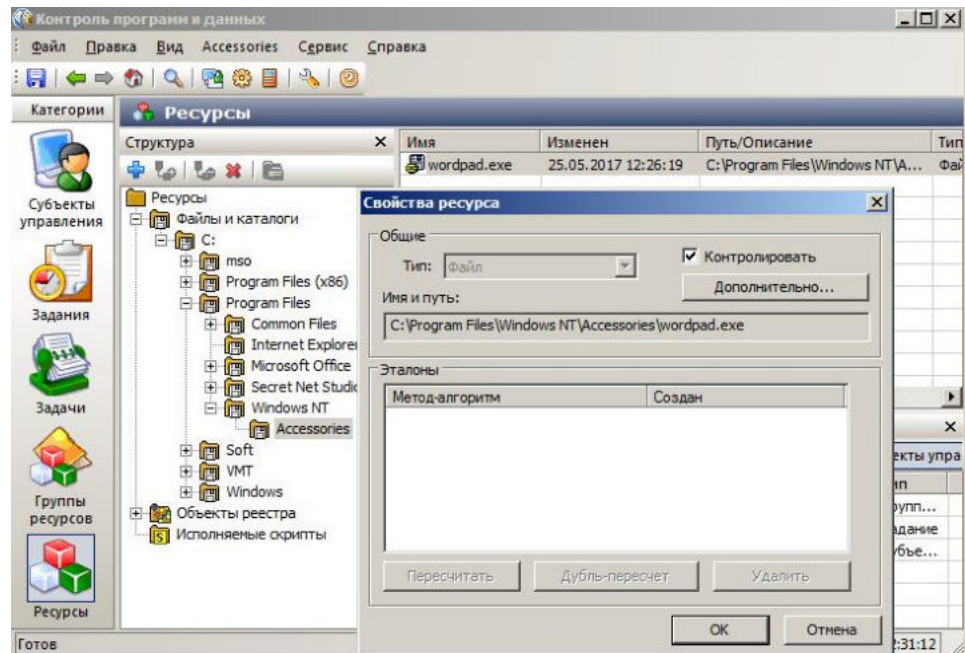 Контроль программ и данных
Файл Правка Вид Accessories Сервис Справка
Категории
Ресурсы
Субъекты управления
Задания
Задачи
Группы ресурсов
Ресурсы
Структура
Ресурсы
Файлы и каталоги
C:
mso
Program Files (x86)
Program Files
Common Files
Internet Explorer
Microsoft Office
Secret Net Studio
Windows NT
Accessories
Soft
VMT
Windows
Объекты реестра
Исполняемые скрипты
Имя Изменен Путь/Описание Тип
wordpad.exe 25.05.2017 12:26:19 C:\Program Files\Windows NT\A... Фай
Свойства ресурса
Общие
Тип: Файл
Контролировать
Дополнительно...
Имя и путь:
C:\Program Files\Windows NT\Accessories\wordpad.exe
Эталоны
Метод-алгоритм Создан
Пересчитать Дубль-пересчет Удалить
OK Отмена
Готов